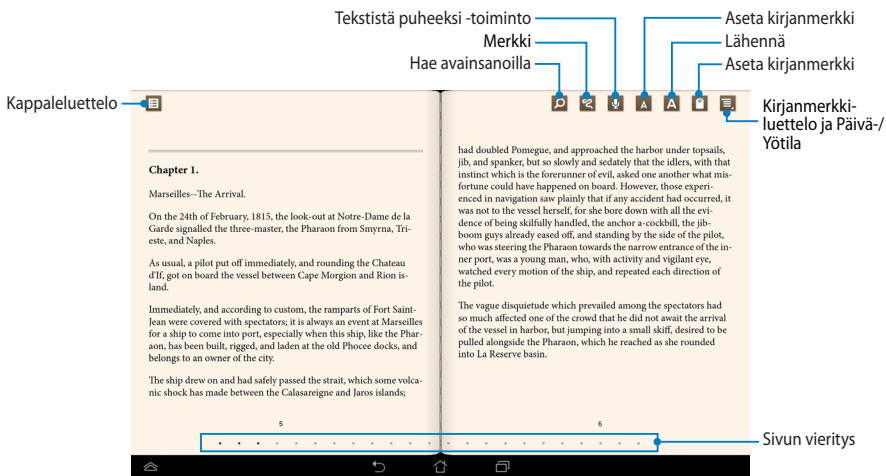 Tekstistä puheeksi -toiminto
Merkki
Hae avainsanoilla
Aseta kirjanmerkki
Lähennä
Aseta kirjanmerkki
Kappaleluettelo
Kirjanmerkki-
luettelo ja Päivä-/
Yötila
A
A
Chapter 1.
Marseilles--The Arrival.
On the 24th of February, 1815, the look-out at Notre-Dame de la
Garde signalled the three-master, the Pharaon from Smyrna, Tri-
este, and Naples.
As usual, a pilot put off immediately, and rounding the Chateau
d'If, got on board the vessel between Cape Morgion and Rion is-
land.
Immediately, and according to custom, the ramparts of Fort Saint-
Jean were covered with spectators; it is always an event at Marseilles
for a ship to come into port, especially when this ship, like the Phar-
aon, has been built, rigged, and laden at the old Phocee docks, and
belongs to an owner of the city.
The ship drew on and had safely passed the strait, which some volca-
nic shock has made between the Calasareigne and Jaros islands;
5
had doubled Pomegue, and approached the harbor under topsails,
jib, and spanker, but so slowly and sedately that the idlers, with that
instinct which is the forerunner of evil, asked one another what mis-
fortune could have happened on board. However, those experi-
enced in navigation saw plainly that if any accident had occurred, it
was not to the vessel herself, for she bore down with all the evi-
dence of being skilfully handled, the anchor a-cockbill, the jib-
boom guys already eased off, and standing by the side of the pilot,
who was steering the Pharaon towards the narrow entrance of the in-
ner port, was a young man, who, with activity and vigilant eye,
watched every motion of the ship, and repeated each direction of
the pilot.
The vague disquietude which prevailed among the spectators had
so much affected one of the crowd that he did not await the arrival
of the vessel in harbor, but jumping into a small skiff, desired to be
pulled alongside the Pharaon, which he reached as she rounded
into La Reserve basin.
6
Sivun vieritys